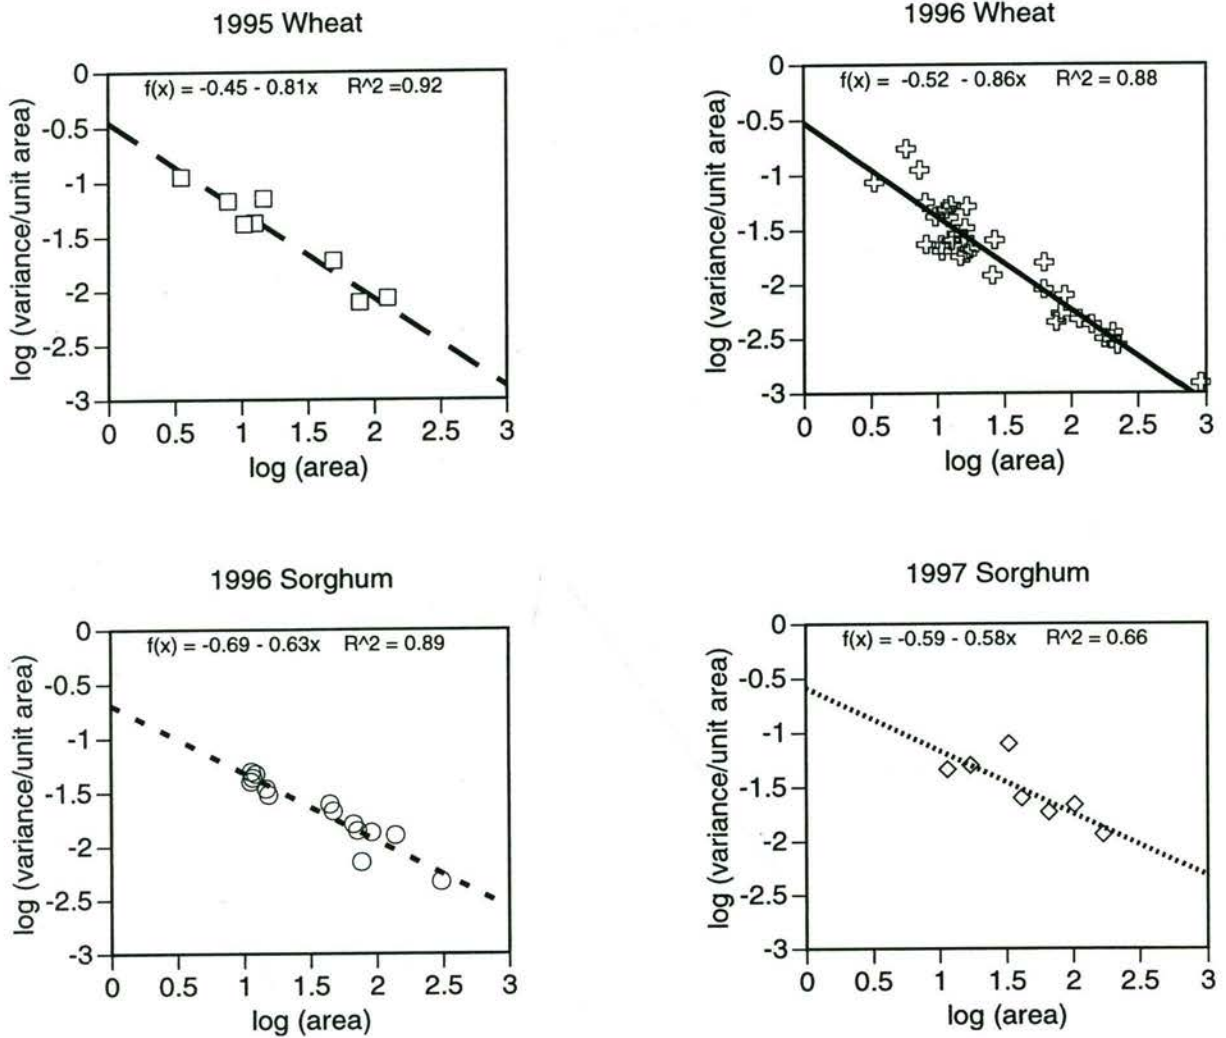 1995 Wheat
f(x) = -0.45 - 0.81x R^2 =0.92
log (variance/unit area)
0
-0.5
-1
-1.5
-2
-2.5
-3
0 0.5 1 1.5 2 2.5 3
log (area)
1996 Wheat
f(x) = -0.52 - 0.86x R^2 = 0.88
log (variance/unit area)
0
-0.5
-1
-1.5
-2
-2.5
-3
0 0.5 1 1.5 2 2.5 3
log (area)
1996 Sorghum
f(x) = -0.69 - 0.63x R^2 = 0.89
log (variance/unit area)
0
-0.5
-1
-1.5
-2
-2.5
-3
0 0.5 1 1.5 2 2.5 3
log (area)
1997 Sorghum
f(x) = -0.59 - 0.58x R^2 = 0.66
log (variance/unit area)
0
-0.5
-1
-1.5
-2
-2.5
-3
0 0.5 1 1.5 2 2.5 3
log (area)